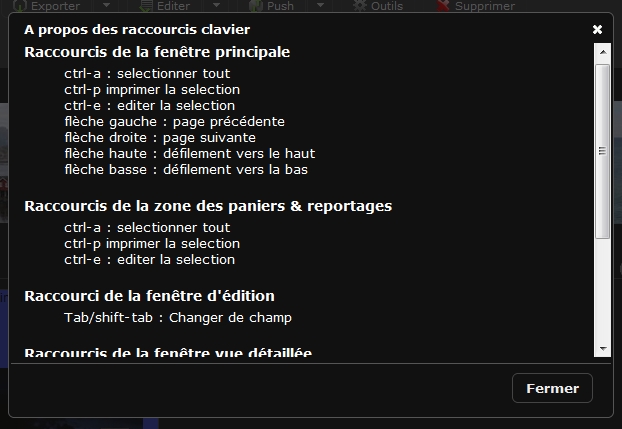 Exporter Editer Push Outils Supprimer
A propos des raccourcis clavier
Raccourcis de la fenêtre principale
ctrl-a : selectionner tout
ctrl-p imprimer la selection
ctrl-e : editer la selection
flèche gauche : page précédente
flèche droite : page suivante
flèche haute : défilement vers le haut
flèche basse : défilement vers la bas
Raccourcis de la zone des paniers & reportages
ctrl-a : selectionner tout
ctrl-p imprimer la selection
ctrl-e : editer la selection
Raccourci de la fenêtre d'édition
Tab/shift-tab : Changer de champ
Raccourcis de la fenêtre vue détaillée
Fermer